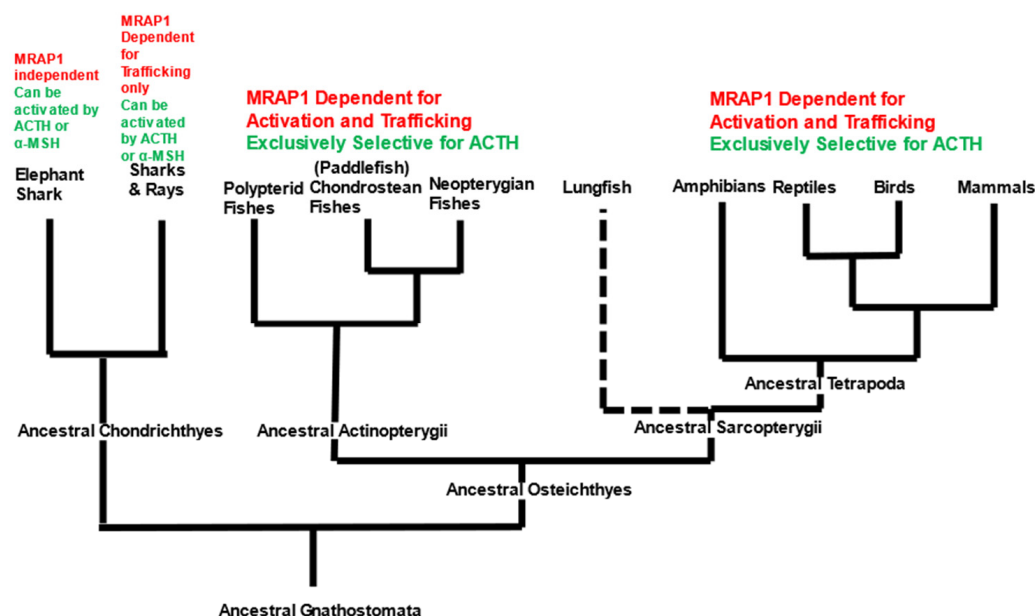 MRAP1
independent
Can be
activated by
ACTH or
α-MSH
Elephant
Shark
MRAP1
Dependent
for
Trafficking
only
Can be
activated
by ACTH
or α-MSH
Sharks
& Rays
MRAP1 Dependent for
Activation and Trafficking
Exclusively Selective for ACTH
Polypterid
Fishes
(Paddlefish)
Chondrostean
Fishes
Neopterygian
Fishes
Lungfish
MRAP1 Dependent for
Activation and Trafficking
Exclusively Selective for ACTH
Amphibians
Reptiles
Birds
Mammals
Ancestral Tetrapoda
Ancestral Chondrichthyes
Ancestral Actinopterygii
Ancestral Sarcopterygii
Ancestral Osteichthyes
Ancestral Gnathostomata